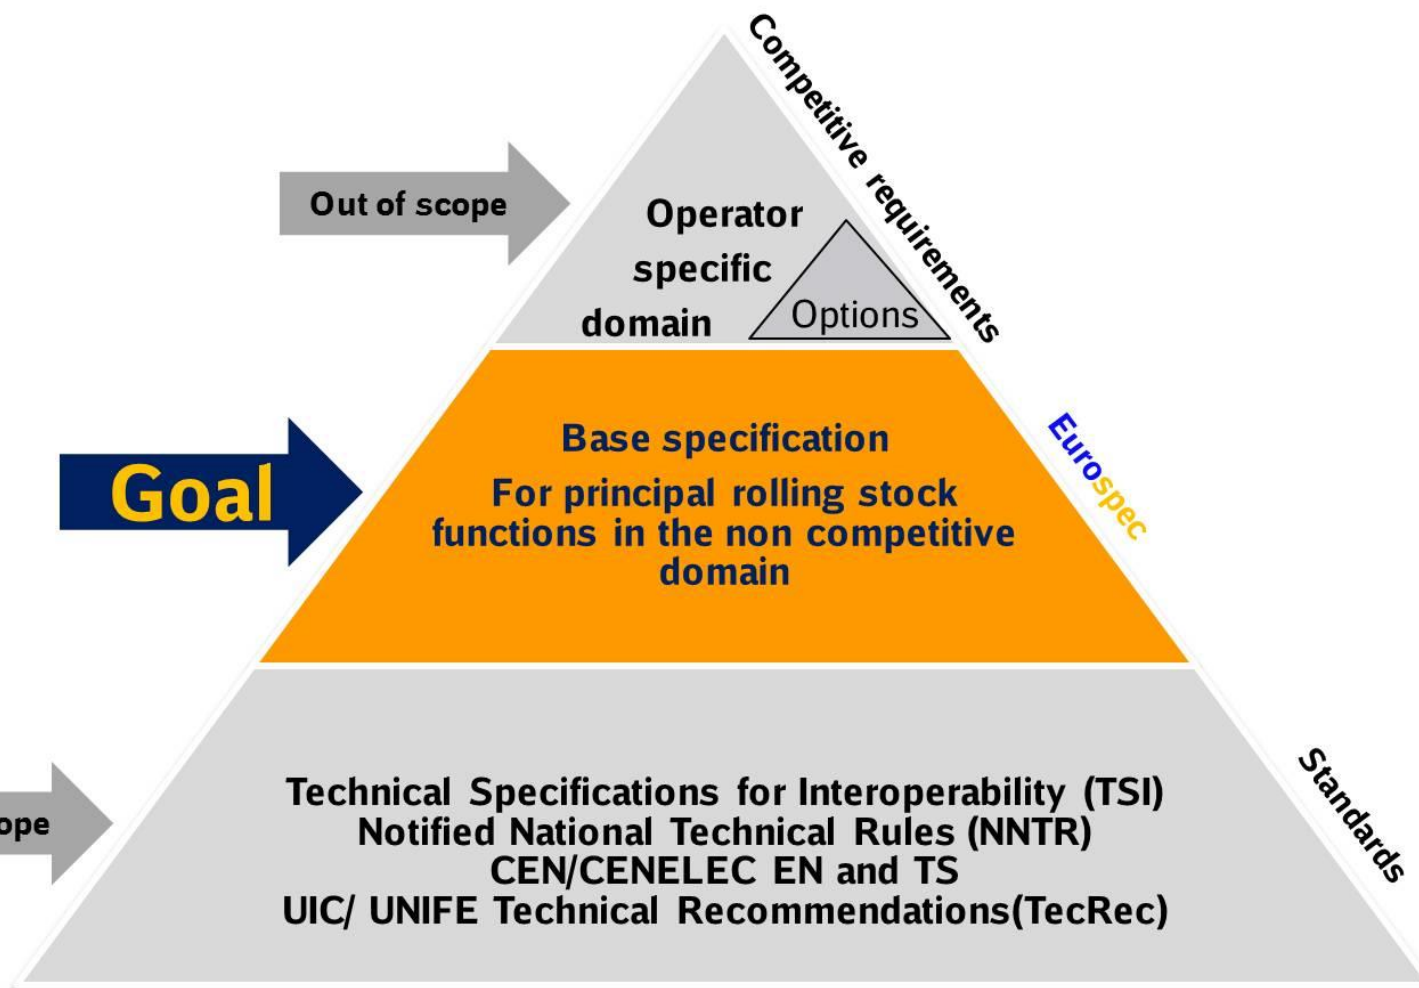 Competitive requirements
Out of scope
Operator
specific
domain
Options
Goal
Base specification
For principal rolling stock
functions in the non competitive
domain
Eurospec
ope
Technical Specifications for Interoperability (TSI)
Notified National Technical Rules (NNTR)
CEN/CENELEC EN and TS
UIC/ UNIFE Technical Recommendations(TecRec)
Standards